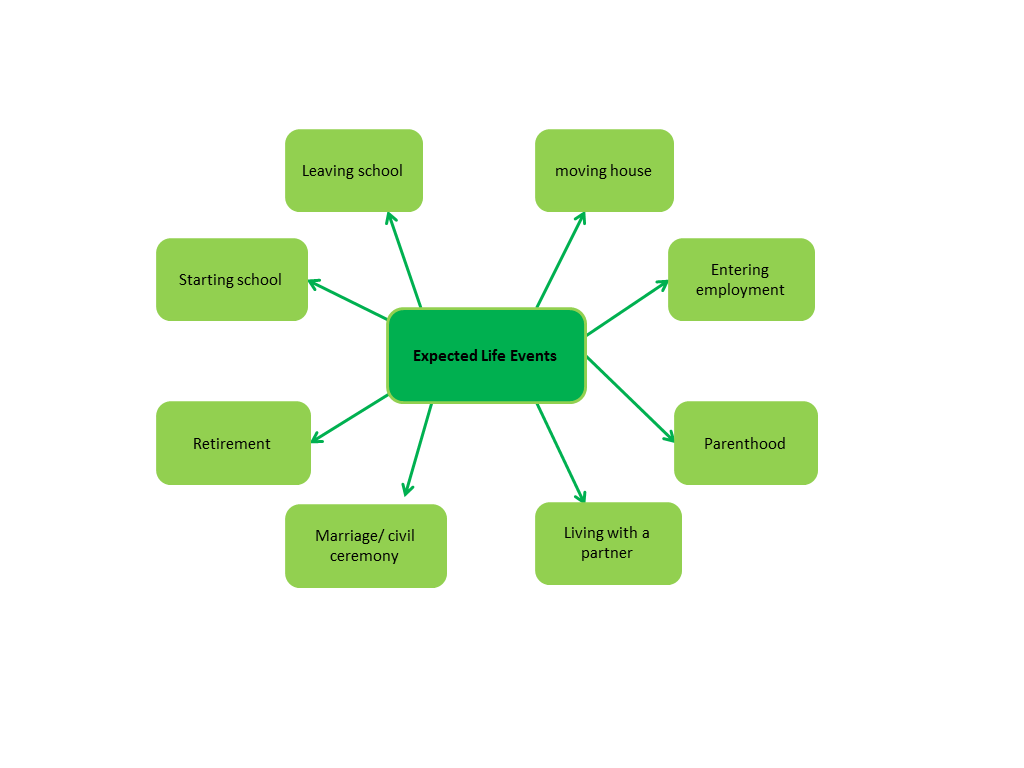 Leaving school
moving house
Starting school
Entering
employment
Expected Life Events
Retirement
Parenthood
Marriage/ civil
ceremony
Living with a
partner